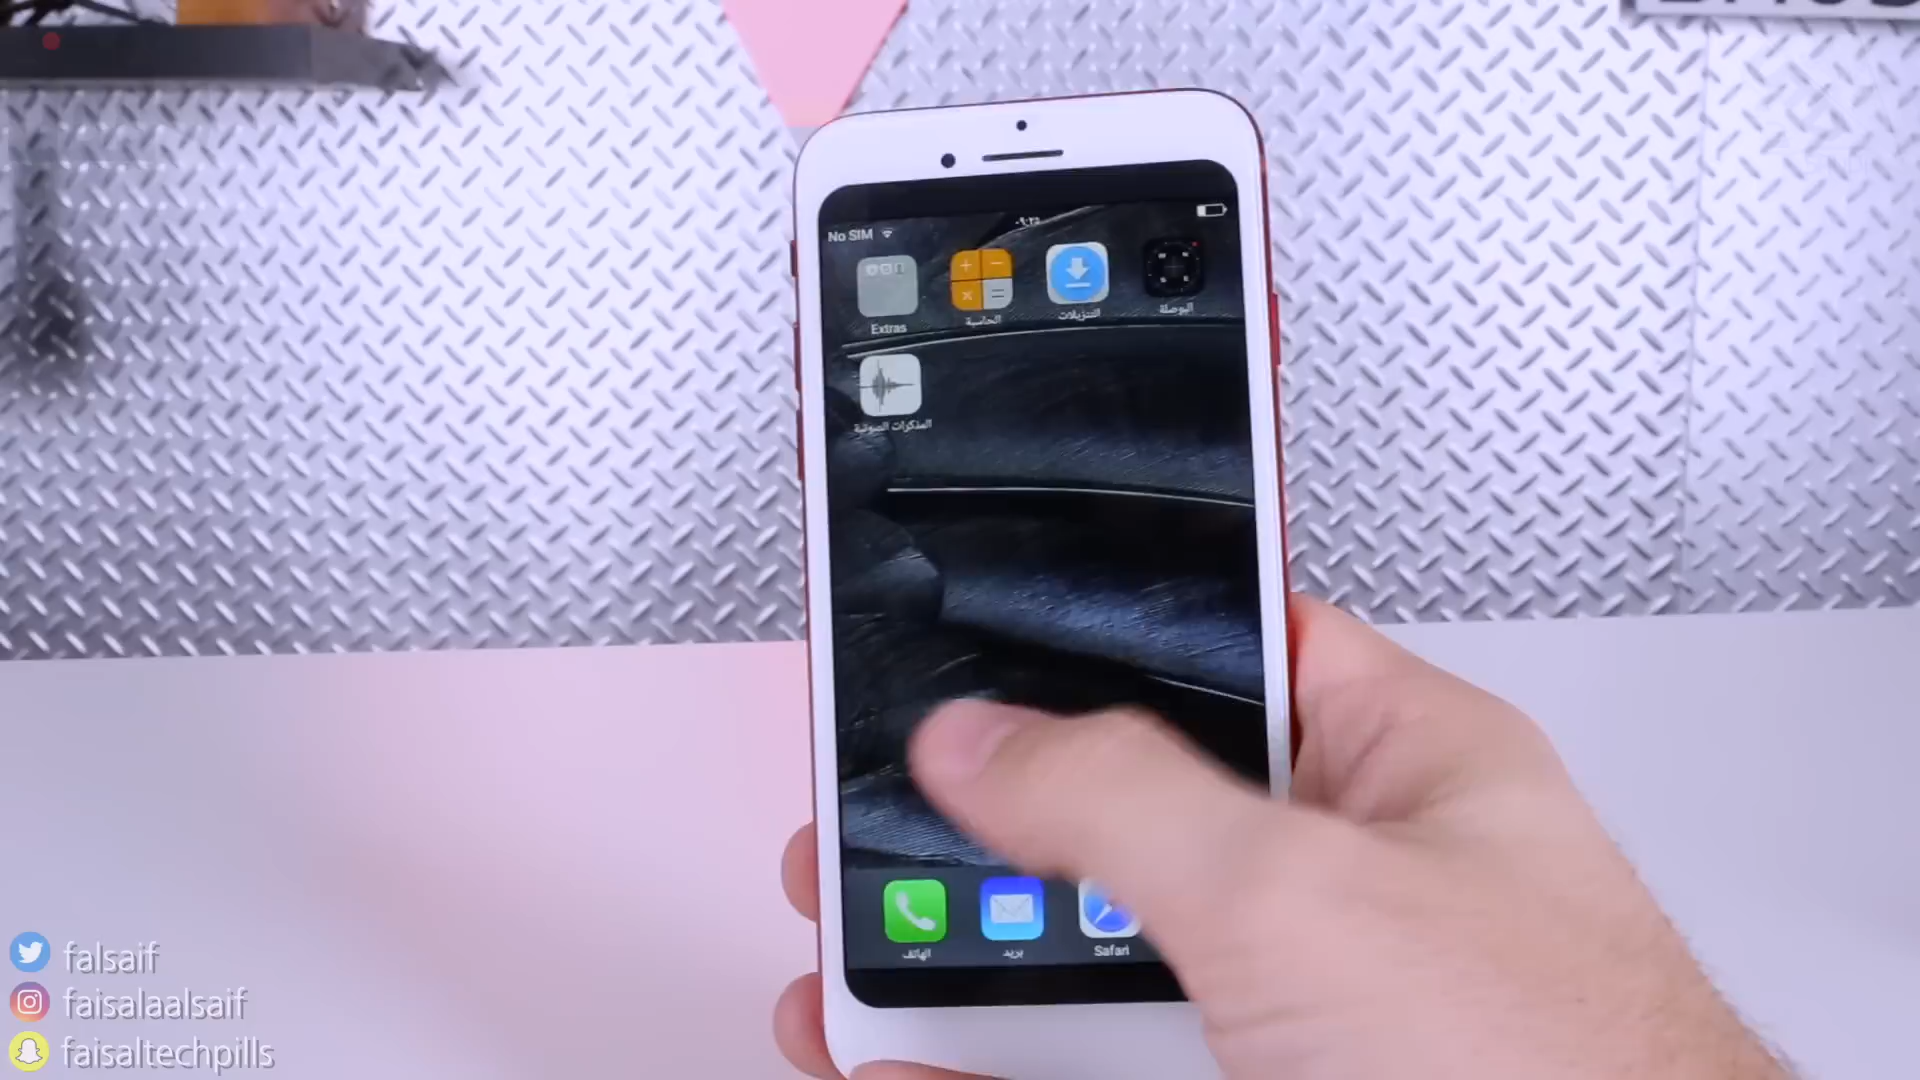 No SIM
Extras
الحاسبة
التنزيلات
البوصلة
المذكرات الصوتية
الهاتف
بريد
Safari
falsaif
faisalaalsaif
faisaltechpills